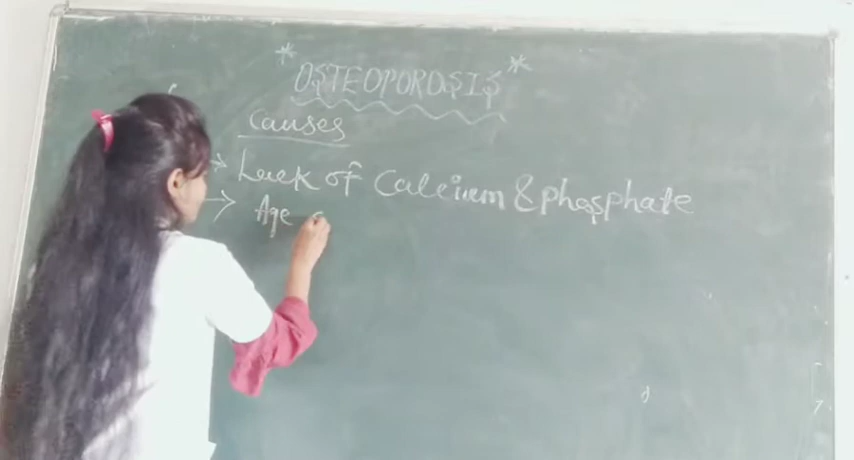 * OSTEOPOROSIS *
Causes
→ Lack of Calcium & phosphate
→ Age